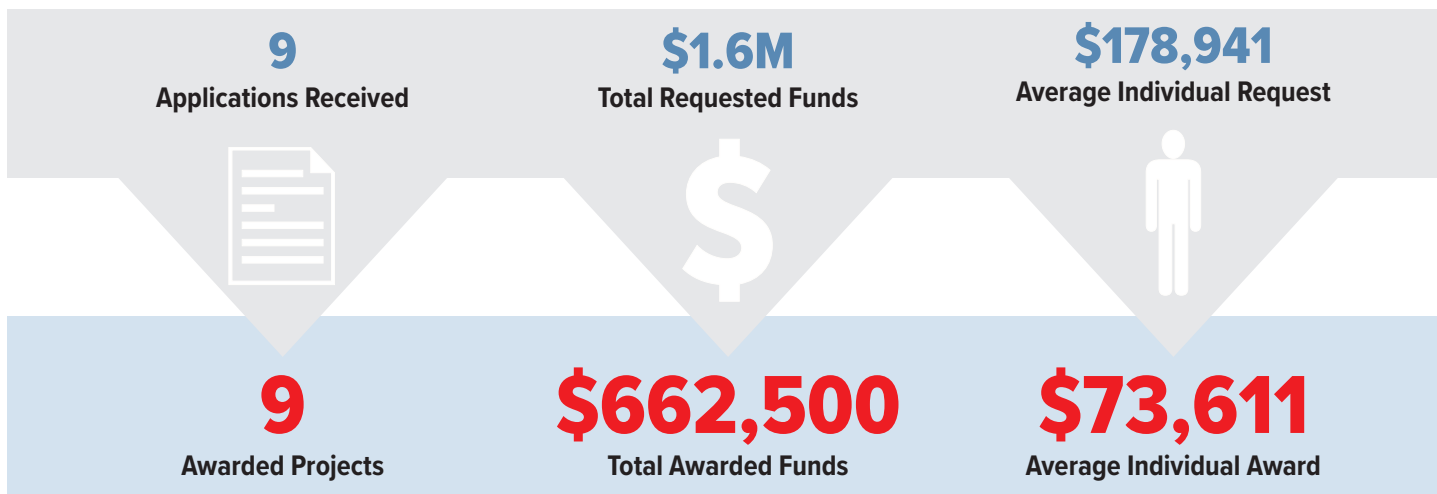 9
Applications Received
$1.6M
Total Requested Funds
$178,941
Average Individual Request
$
9
Awarded Projects
$662,500
Total Awarded Funds
$73,611
Average Individual Award